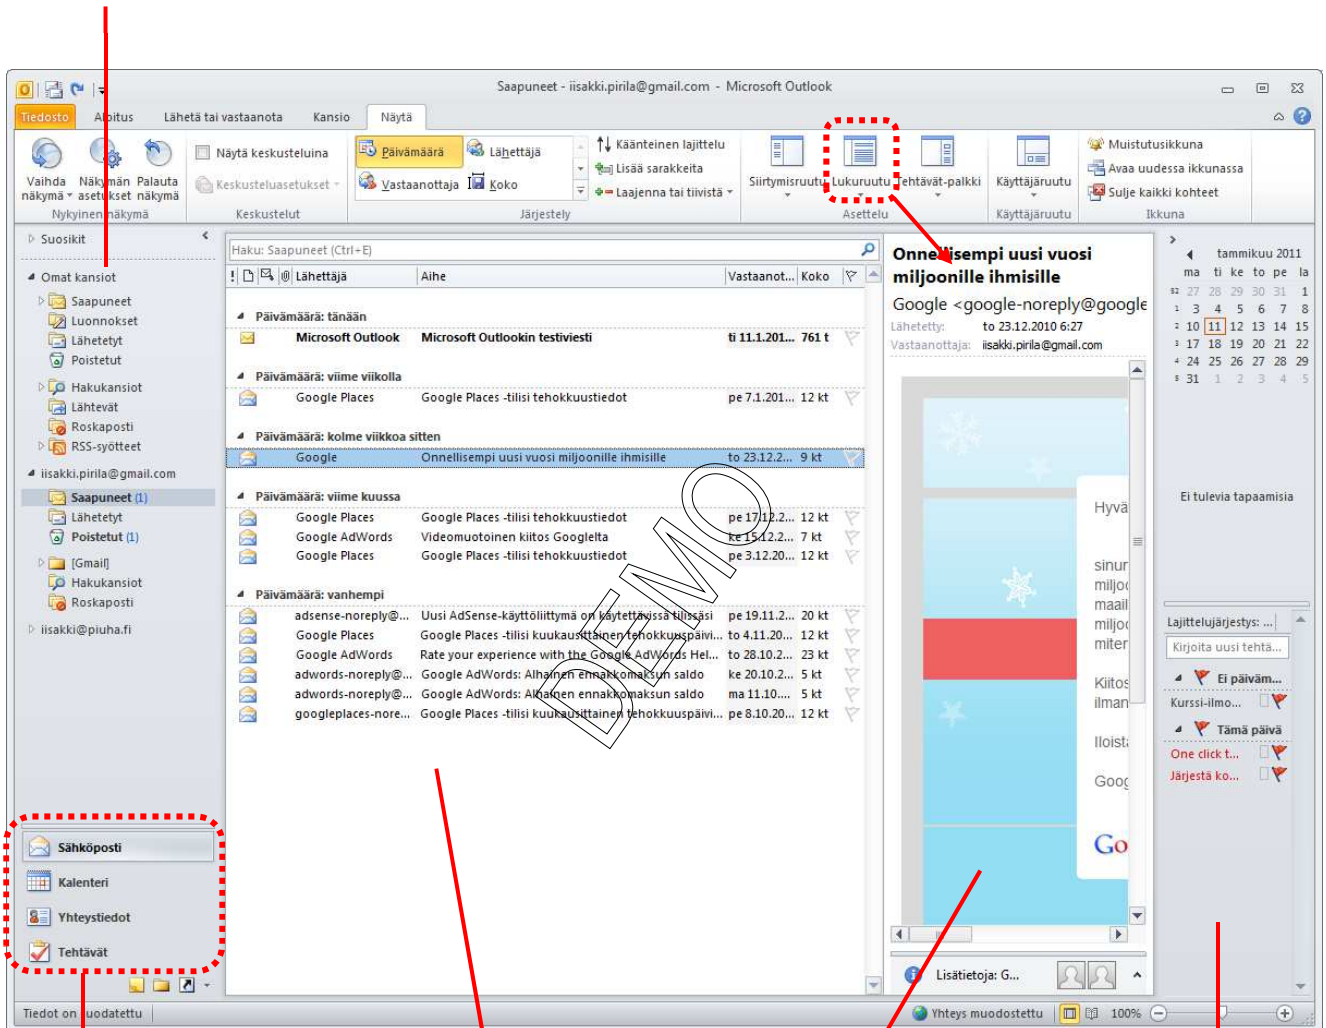 Saapuneet - iisakki.pirila@gmail.com - Microsoft Outlook
Tiedosto Aloitus Lähetä tai vastaanota Kansio Näytä
Vaihda näkymä
Näkymän asetukset
Palauta näkymä
Nykyinen näkymä
Näytä keskusteluina
Keskusteluasetukset
Keskustelut
Päivämäärä Lähettäjä
Vastaanottaja Koko
Käänteinen lajittelu
Lisää sarakkeita
Laajenna tai tiivistä
Järjestely
Siirtymisruutu Lukuruutu Tehtävät-palkki
Asettelu
Käyttäjäruutu
Käyttäjäruutu
Muistutusikkuna
Avaa uudessa ikkunassa
Sulje kaikki kohteet
Ikkuna
Suosikit
Omat kansiot
Saapuneet
Luonnokset
Lähetetyt
Poistetut
Hakukansiot
Lähtevät
Roskaposti
RSS-syötteet
iisakki.pirila@gmail.com
Saapuneet (1)
Lähetetyt
Poistetut (1)
[Gmail]
Hakukansiot
Roskaposti
iisakki@piuha.fi
Sähköposti
Kalenteri
Yhteystiedot
Tehtävät
Haku: Saapuneet (Ctrl+E)
! Lähettäjä Aihe Vastaanot... Koko
Päivämäärä: tänään
Microsoft Outlook Microsoft Outlookin testiviesti ti 11.1.201... 761 t
Päivämäärä: viime viikolla
Google Places Google Places -tilisi tehokkuustiedot pe 7.1.201... 12 kt
Päivämäärä: kolme viikkoa sitten
Google Onnellisempi uusi vuosi miljoonille ihmisille to 23.12.2... 9 kt
Päivämäärä: viime kuussa
Google Places Google Places -tilisi tehokkuustiedot pe 17.12.2... 12 kt
Google AdWords Videomuotoinen kiitos Googlelta ke 15.12.2... 7 kt
Google Places Google Places -tilisi tehokkuustiedot pe 3.12.20... 12 kt
Päivämäärä: vanhempi
adsense-noreply@... Uusi AdSense-käyttöliittymä on käytettävissä tilissäsi pe 19.11.2... 20 kt
Google Places Google Places -tilisi kuukausittainen tehokkuuspäivi... to 4.11.20... 12 kt
Google AdWords Rate your experience with the Google AdWords Hel... to 28.10.2... 23 kt
adwords-noreply@... Google AdWords: Alhainen ennakkomaksun saldo ke 20.10.2... 5 kt
adwords-noreply@... Google AdWords: Alhainen ennakkomaksun saldo ma 11.10.... 5 kt
googleplaces-nore... Google Places -tilisi kuukausittainen tehokkuuspäivi... pe 8.10.20... 12 kt
DEMO
Onnellisempi uusi vuosi
miljoonille ihmisille
Google <google-noreply@google
Lähetetty: to 23.12.2010 6:27
Vastaanottaja: iisakki.pirila@gmail.com
Hyvä
sinur
miljoo
maail
miljoo
miter
Kiitos
ilman
Iloista
Goog
Go
Lisätietoja: G...
tammikuu 2011
ma ti ke to pe la
52 27 28 29 30 31 1
1 3 4 5 6 7 8
2 10 11 12 13 14 15
3 17 18 19 20 21 22
4 24 25 26 27 28 29
5 31 1 2 3 4 5
Ei tulevia tapaamisia
Lajittelujärjestys: ...
Kirjoita uusi tehtä...
Ei päiväm...
Kurssi-ilmo...
Tämä päivä
One click t...
Järjestä ko...
Tiedot on suodatettu Yhteys muodostettu 100%